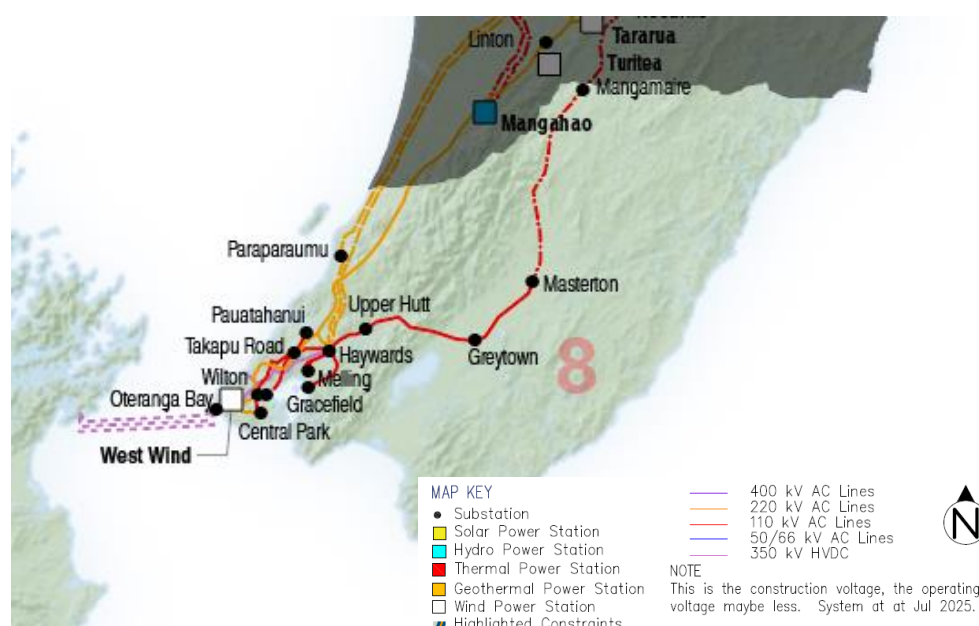 Linton
Tararua
Turitea
Mangamaire
Mangahao
Paraparaumu
Masterton
Upper Hutt
Pauatahanui
Takapu Road
Haywards
Greytown
8
Wilton
Melling
Oteranga Bay
Gracefield
Central Park
West Wind
MAP KEY
Substation
Solar Power Station
Hydro Power Station
Thermal Power Station
Geothermal Power Station
Wind Power Station
Highlighted Constraints
400 kV AC Lines
220 kV AC Lines
110 kV AC Lines
50/66 kV AC Lines
350 kV HVDC
NOTE
This is the construction voltage, the operating
voltage maybe less. System at at Jul 2025.
N